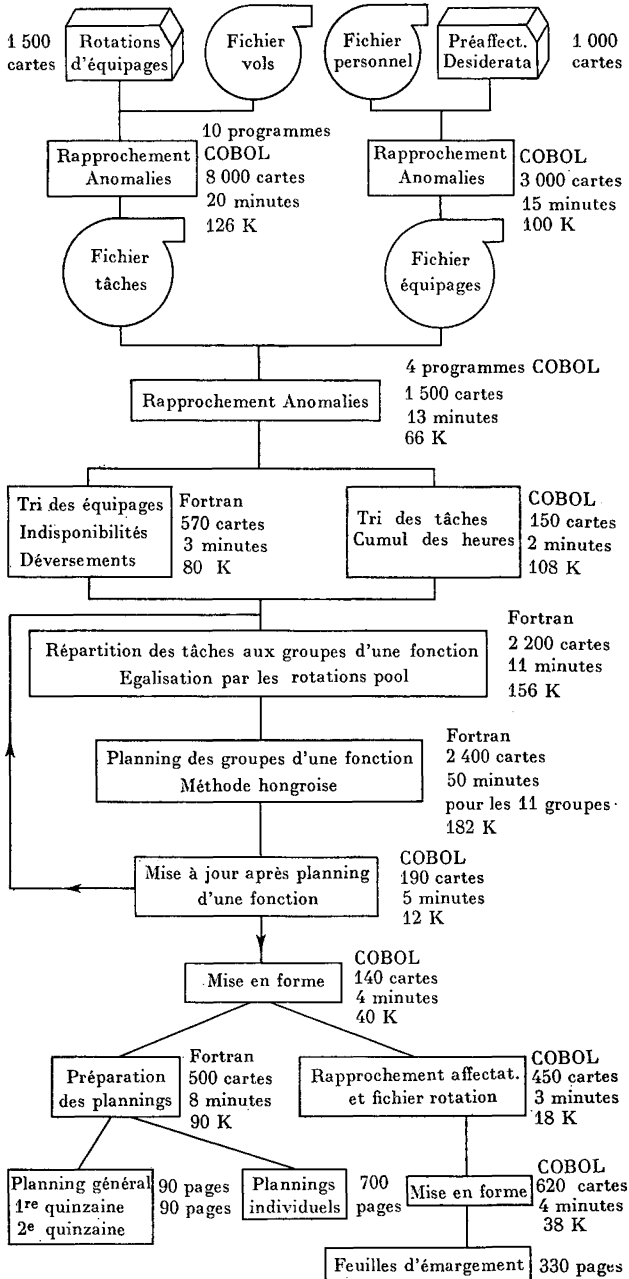 1 500
cartes
Rotations
d'équipages
Fichier
vols
Fichier
personnel
Préaffect.
Desiderata
1 000
cartes
Rapprochement
Anomalies
10 programmes
COBOL
8 000 cartes
20 minutes
126 K
Rapprochement
Anomalies
COBOL
3 000 cartes
15 minutes
100 K
Fichier
tâches
Fichier
équipages
Rapprochement Anomalies
4 programmes COBOL
1 500 cartes
13 minutes
66 K
Tri des équipages
Indisponibilités
Déversements
Fortran
570 cartes
3 minutes
80 K
Tri des tâches
Cumul des heures
COBOL
150 cartes
2 minutes
108 K
Répartition des tâches aux groupes d'une fonction
Egalisation par les rotations pool
Fortran
2 200 cartes
11 minutes
156 K
Planning des groupes d'une fonction
Méthode hongroise
Fortran
2 400 cartes
50 minutes
pour les 11 groupes
182 K
Mise à jour après planning
d'une fonction
COBOL
190 cartes
5 minutes
12 K
Mise en forme
COBOL
140 cartes
4 minutes
40 K
Préparation
des plannings
Fortran
500 cartes
8 minutes
90 K
Rapprochement affectat.
et fichier rotation
COBOL
450 cartes
3 minutes
18 K
Planning général
1re quinzaine
2e quinzaine
90 pages
90 pages
Plannings
individuels
700
pages
Mise en forme
COBOL
620 cartes
4 minutes
38 K
Feuilles d'émargement
330 pages